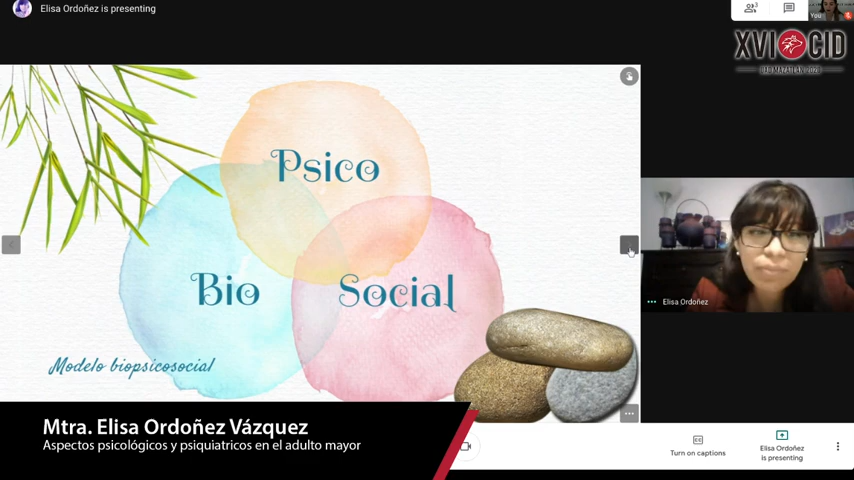 Elisa Ordoñez is presenting
3
You
XVI CID
Psico
Bio
Social
Modelo biopsicosocial
Elisa Ordoñez
Mtra. Elisa Ordoñez Vázquez
Aspectos psicológicos y psiquiatricos en el adulto mayor
Turn on captions
Elisa Ordoñez
is presenting